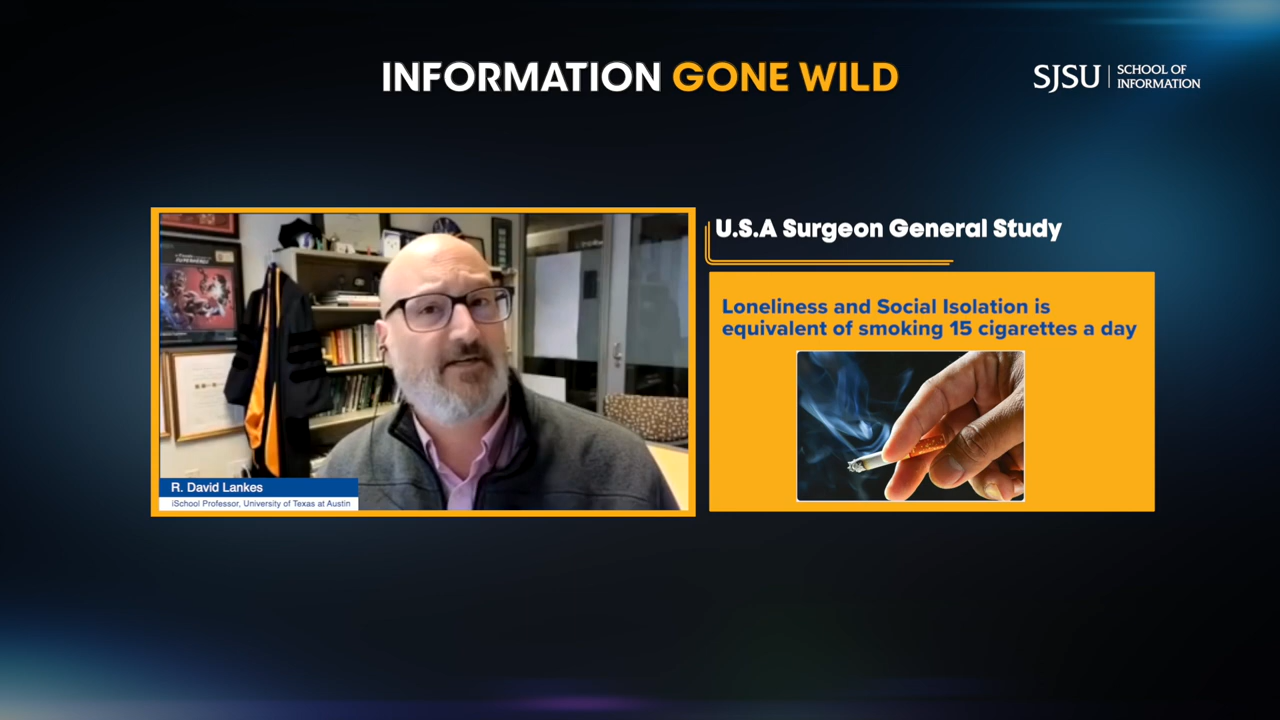 INFORMATION GONE WILD
SJSU
SCHOOL OF
INFORMATION
U.S.A Surgeon General Study
Loneliness and Social Isolation is
equivalent of smoking 15 cigarettes a day
R. David Lankes
iSchool Professor, University of Texas at Austin